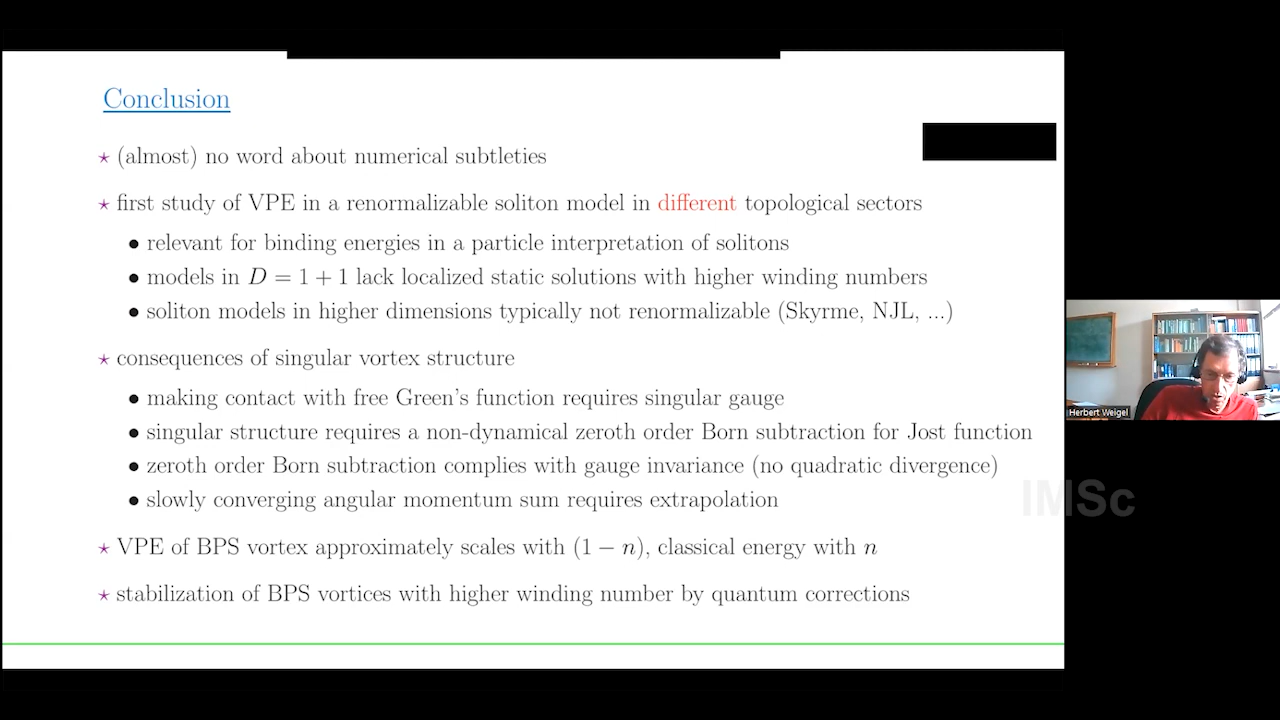 Conclusion
⋆ (almost) no word about numerical subtleties
⋆ first study of VPE in a renormalizable soliton model in different topological sectors
● relevant for binding energies in a particle interpretation of solitons
● models in D = 1 + 1 lack localized static solutions with higher winding numbers
● soliton models in higher dimensions typically not renormalizable (Skyrme, NJL, ...)
⋆ consequences of singular vortex structure
● making contact with free Green's function requires singular gauge
● singular structure requires a non-dynamical zeroth order Born subtraction for Jost function
● zeroth order Born subtraction complies with gauge invariance (no quadratic divergence)
● slowly converging angular momentum sum requires extrapolation
⋆ VPE of BPS vortex approximately scales with (1 − n), classical energy with n
⋆ stabilization of BPS vortices with higher winding number by quantum corrections
Herbert Weigel
IMSc